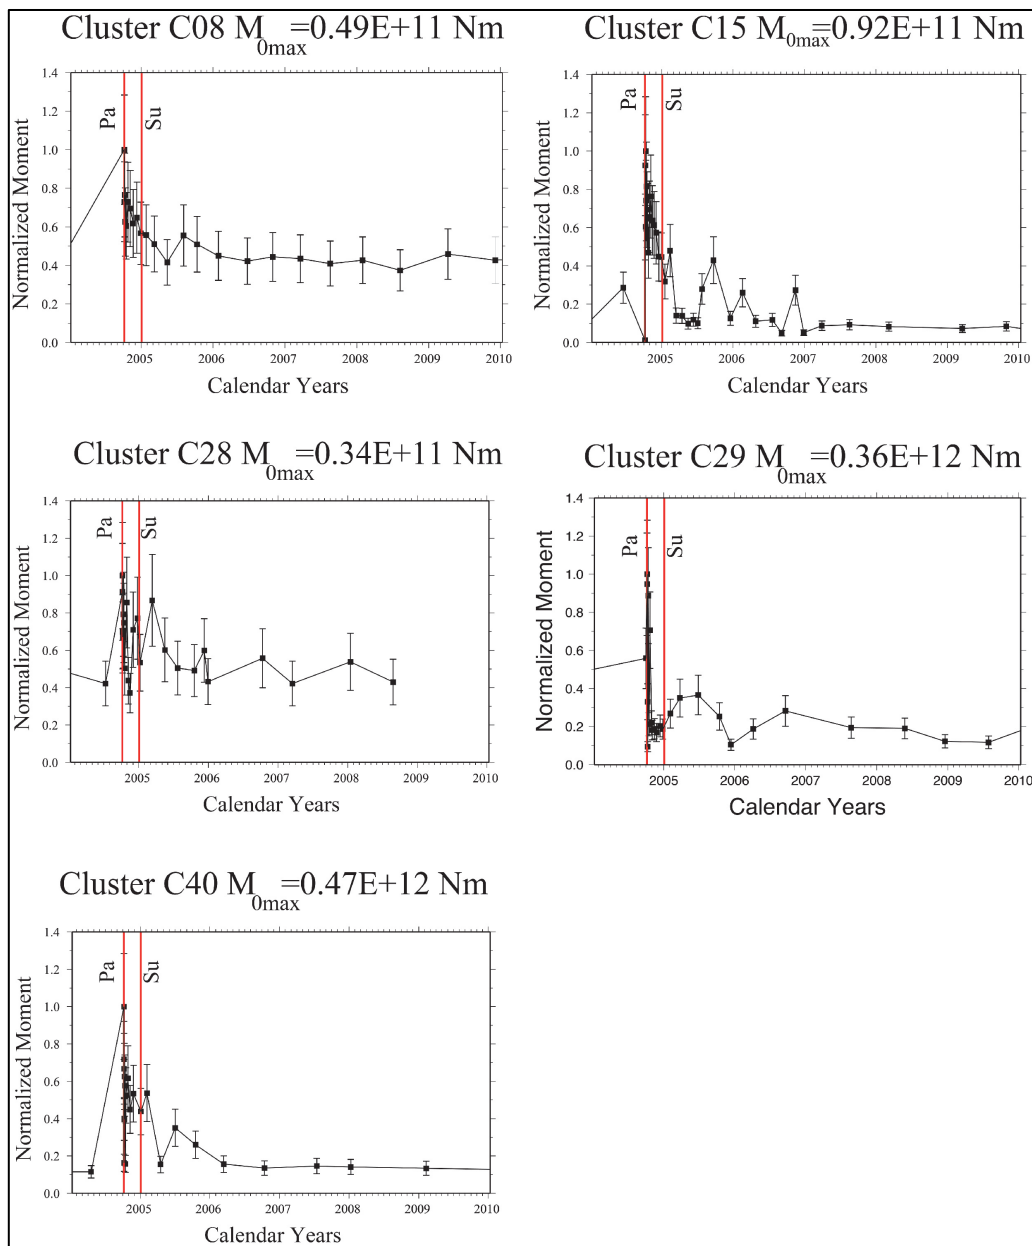 Cluster C08 M0max=0.49E+11 Nm
1.4
1.2
1.0
0.8
0.6
0.4
0.2
0.0
Normalized Moment
Pa
Su
2005 2006 2007 2008 2009 2010
Calendar Years
Cluster C15 M0max=0.92E+11 Nm
1.4
1.2
1.0
0.8
0.6
0.4
0.2
0.0
Normalized Moment
Pa
Su
2005 2006 2007 2008 2009 2010
Calendar Years
Cluster C28 M0max=0.34E+11 Nm
1.4
1.2
1.0
0.8
0.6
0.4
0.2
0.0
Normalized Moment
Pa
Su
2005 2006 2007 2008 2009 2010
Calendar Years
Cluster C29 M0max=0.36E+12 Nm
1.4
1.2
1.0
0.8
0.6
0.4
0.2
0.0
Normalized Moment
Pa
Su
2005 2006 2007 2008 2009 2010
Calendar Years
Cluster C40 M0max=0.47E+12 Nm
1.4
1.2
1.0
0.8
0.6
0.4
0.2
0.0
Normalized Moment
Pa
Su
2005 2006 2007 2008 2009 2010
Calendar Years